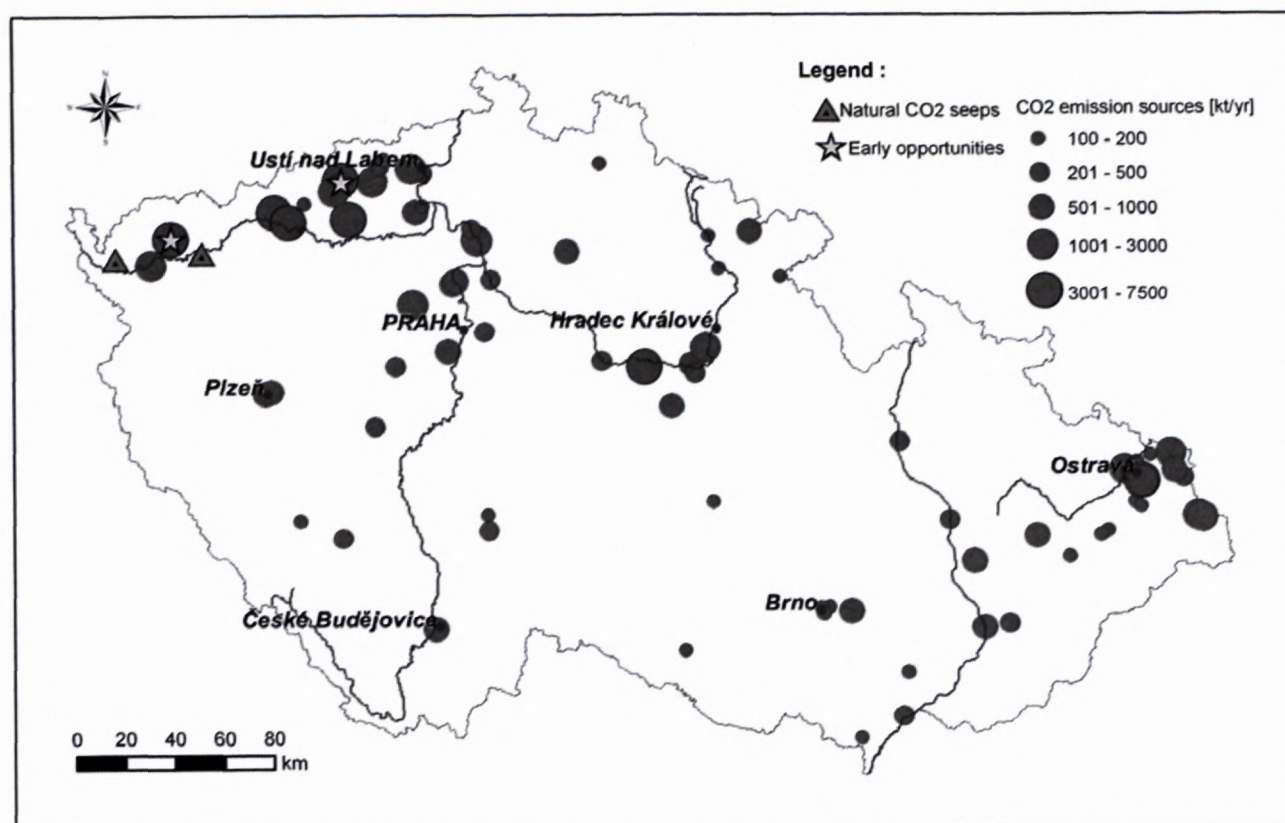 Legend :
Natural CO2 seeps
Early opportunities
CO2 emission sources [kt/yr]
100 - 200
201 - 500
501 - 1000
1001 - 3000
3001 - 7500
N
Ustí nad Labem
PRAHA
Hradec Králové
Plzeň
Ostrava
Brno
České Budějovice
0 20 40 60 80
km